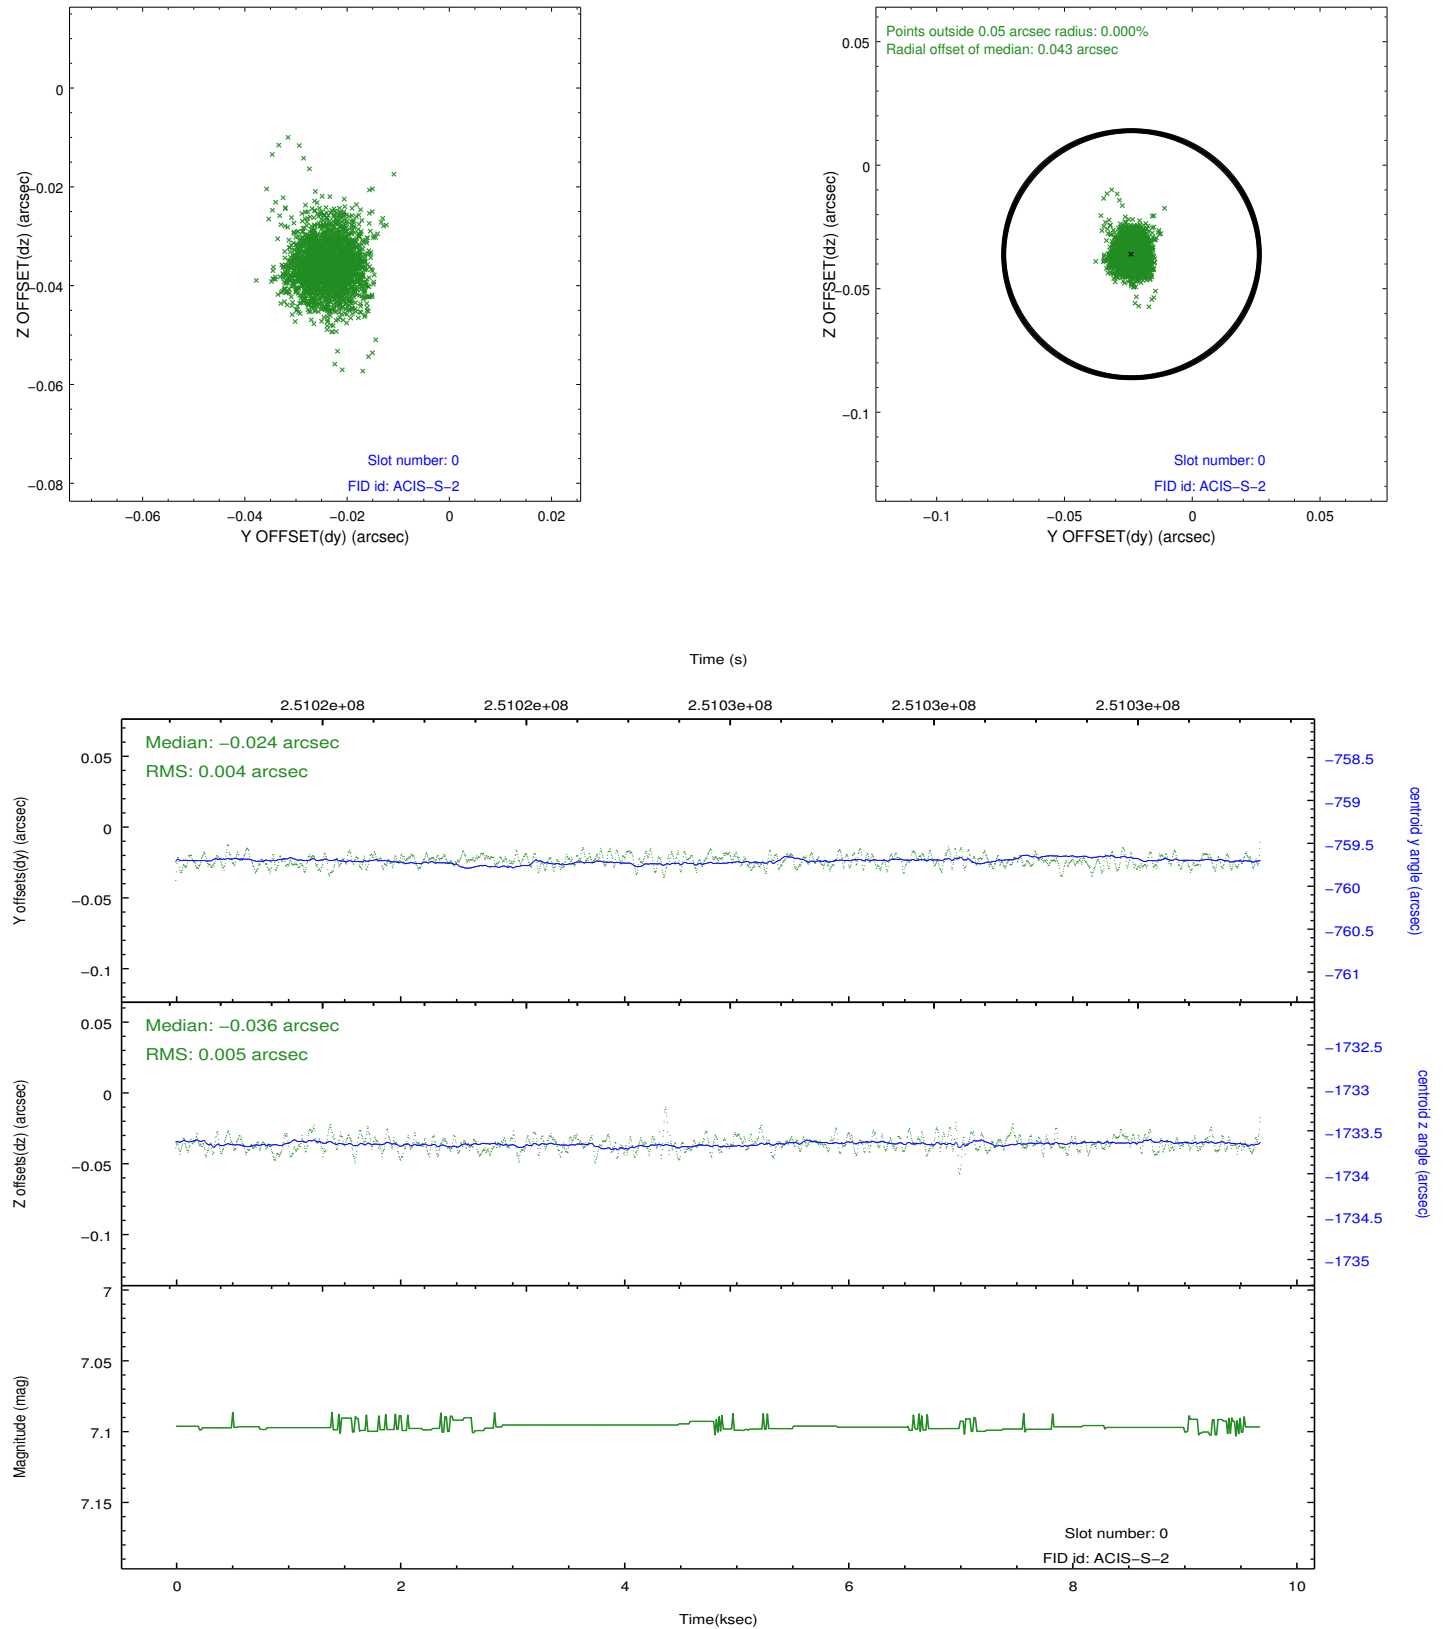 0
−0.02
−0.04
−0.06
−0.08
Z OFFSET(dz) (arcsec)
Slot number: 0
FID id: ACIS−S−2
−0.06 −0.04 −0.02 0 0.02
Y OFFSET(dy) (arcsec)
Points outside 0.05 arcsec radius: 0.000%
Radial offset of median: 0.043 arcsec
0.05
0
−0.05
−0.1
Z OFFSET(dz) (arcsec)
Slot number: 0
FID id: ACIS−S−2
−0.1 −0.05 0 0.05
Y OFFSET(dy) (arcsec)
Time (s)
2.5102e+08 2.5102e+08 2.5103e+08 2.5103e+08 2.5103e+08
Median: −0.024 arcsec
RMS: 0.004 arcsec
0.05
0
−0.05
−0.1
Y offsets(dy) (arcsec)
−758.5
−759
−759.5
−760
−760.5
−761
centroid y angle (arcsec)
Median: −0.036 arcsec
RMS: 0.005 arcsec
0.05
0
−0.05
−0.1
Z offsets(dz) (arcsec)
−1732.5
−1733
−1733.5
−1734
−1734.5
−1735
centroid z angle (arcsec)
7
7.05
7.1
7.15
Magnitude (mag)
Slot number: 0
FID id: ACIS−S−2
0 2 4 6 8 10
Time(ksec)